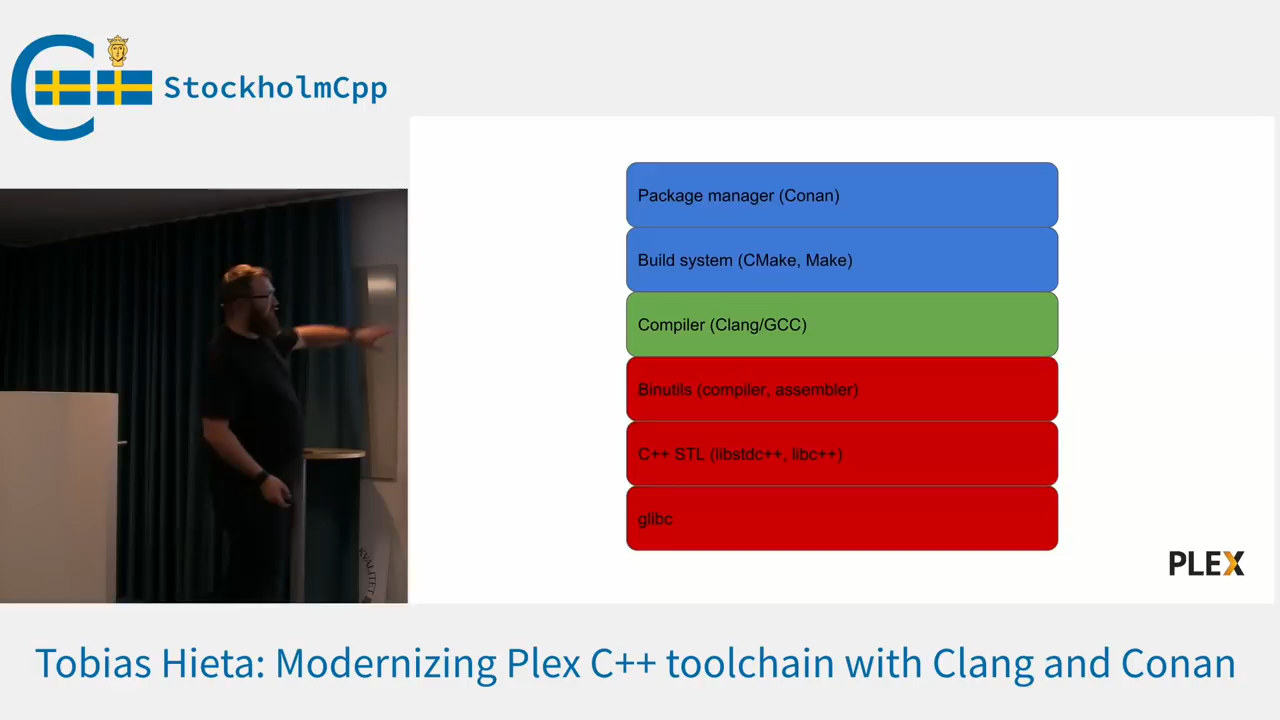 StockholmCpp
Package manager (Conan)
Build system (CMake, Make)
Compiler (Clang/GCC)
Binutils (compiler, assembler)
C++ STL (libstdc++, libc++)
glibc
KVALITET
PLEX
Tobias Hieta: Modernizing Plex C++ toolchain with Clang and Conan